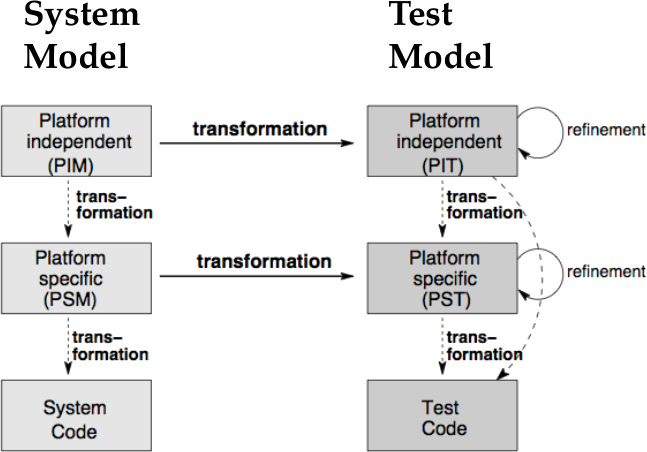 System
Model
Test
Model
Platform
independent
(PIM)
transformation
Platform
independent
(PIT)
refinement
trans-
formation
trans-
formation
Platform
specific
(PSM)
transformation
Platform
specific
(PST)
refinement
trans-
formation
trans-
formation
System
Code
Test
Code